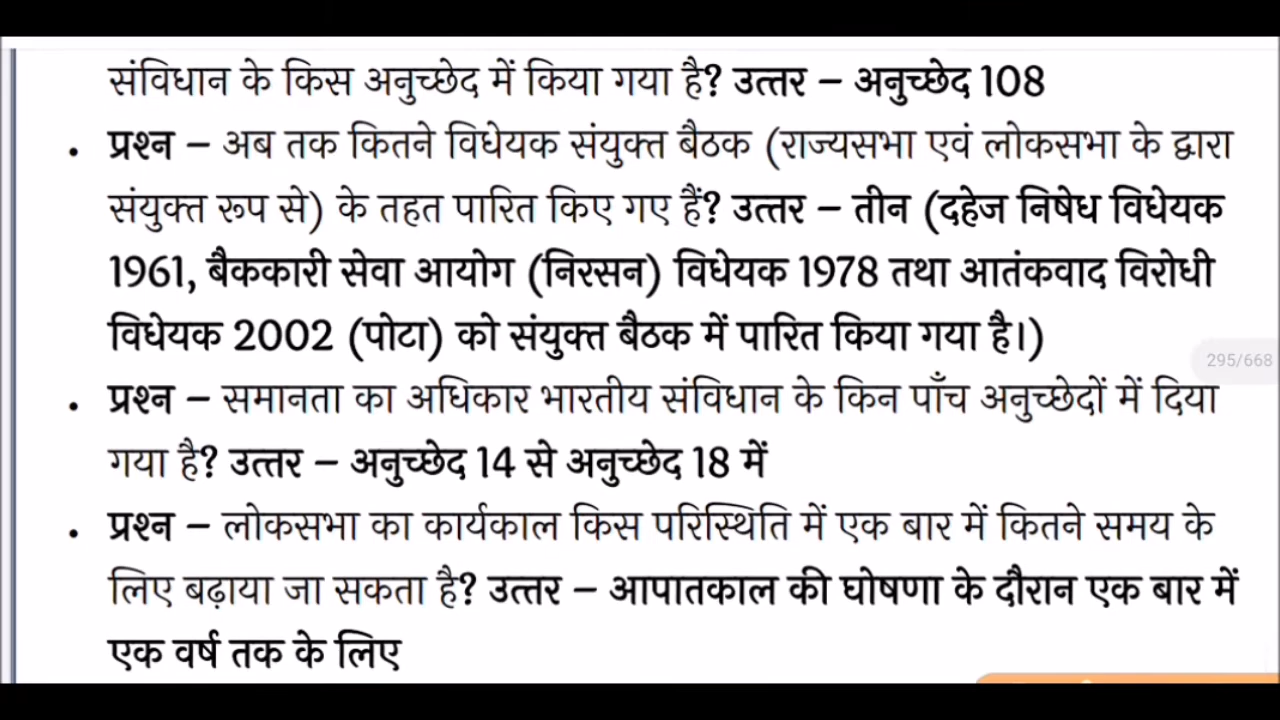 संविधान के किस अनुच्छेद में किया गया है? उत्तर – अनुच्छेद 108
• प्रश्न – अब तक कितने विधेयक संयुक्त बैठक (राज्यसभा एवं लोकसभा के द्वारा
संयुक्त रूप से) के तहत पारित किए गए हैं? उत्तर – तीन (दहेज निषेध विधेयक
1961, बैककारी सेवा आयोग (निरसन) विधेयक 1978 तथा आतंकवाद विरोधी
विधेयक 2002 (पोटा) को संयुक्त बैठक में पारित किया गया है।)
295/668
• प्रश्न – समानता का अधिकार भारतीय संविधान के किन पाँच अनुच्छेदों में दिया
गया है? उत्तर – अनुच्छेद 14 से अनुच्छेद 18 में
• प्रश्न – लोकसभा का कार्यकाल किस परिस्थिति में एक बार में कितने समय के
लिए बढ़ाया जा सकता है? उत्तर – आपातकाल की घोषणा के दौरान एक बार में
एक वर्ष तक के लिए